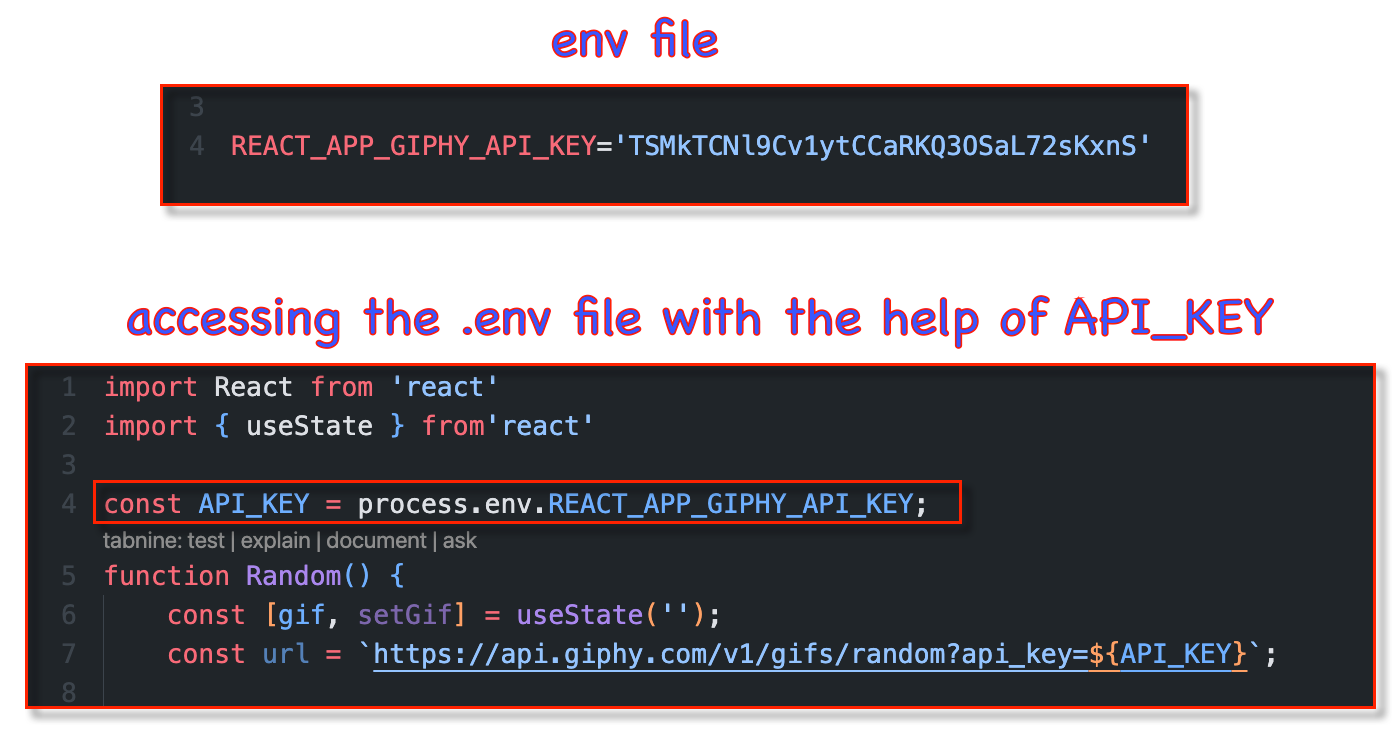 env file
3
4 REACT_APP_GIPHY_API_KEY='TSMkTCNl9Cv1ytCCaRKQ3OSaL72sKxnS'
accessing the .env file with the help of API_KEY
1 import React from 'react'
2 import { useState } from'react'
3
4 const API_KEY = process.env.REACT_APP_GIPHY_API_KEY;
tabnine: test | explain | document | ask
5 function Random() {
6 const [gif, setGif] = useState('');
7 const url = `https://api.giphy.com/v1/gifs/random?api_key=${API_KEY}`;
8